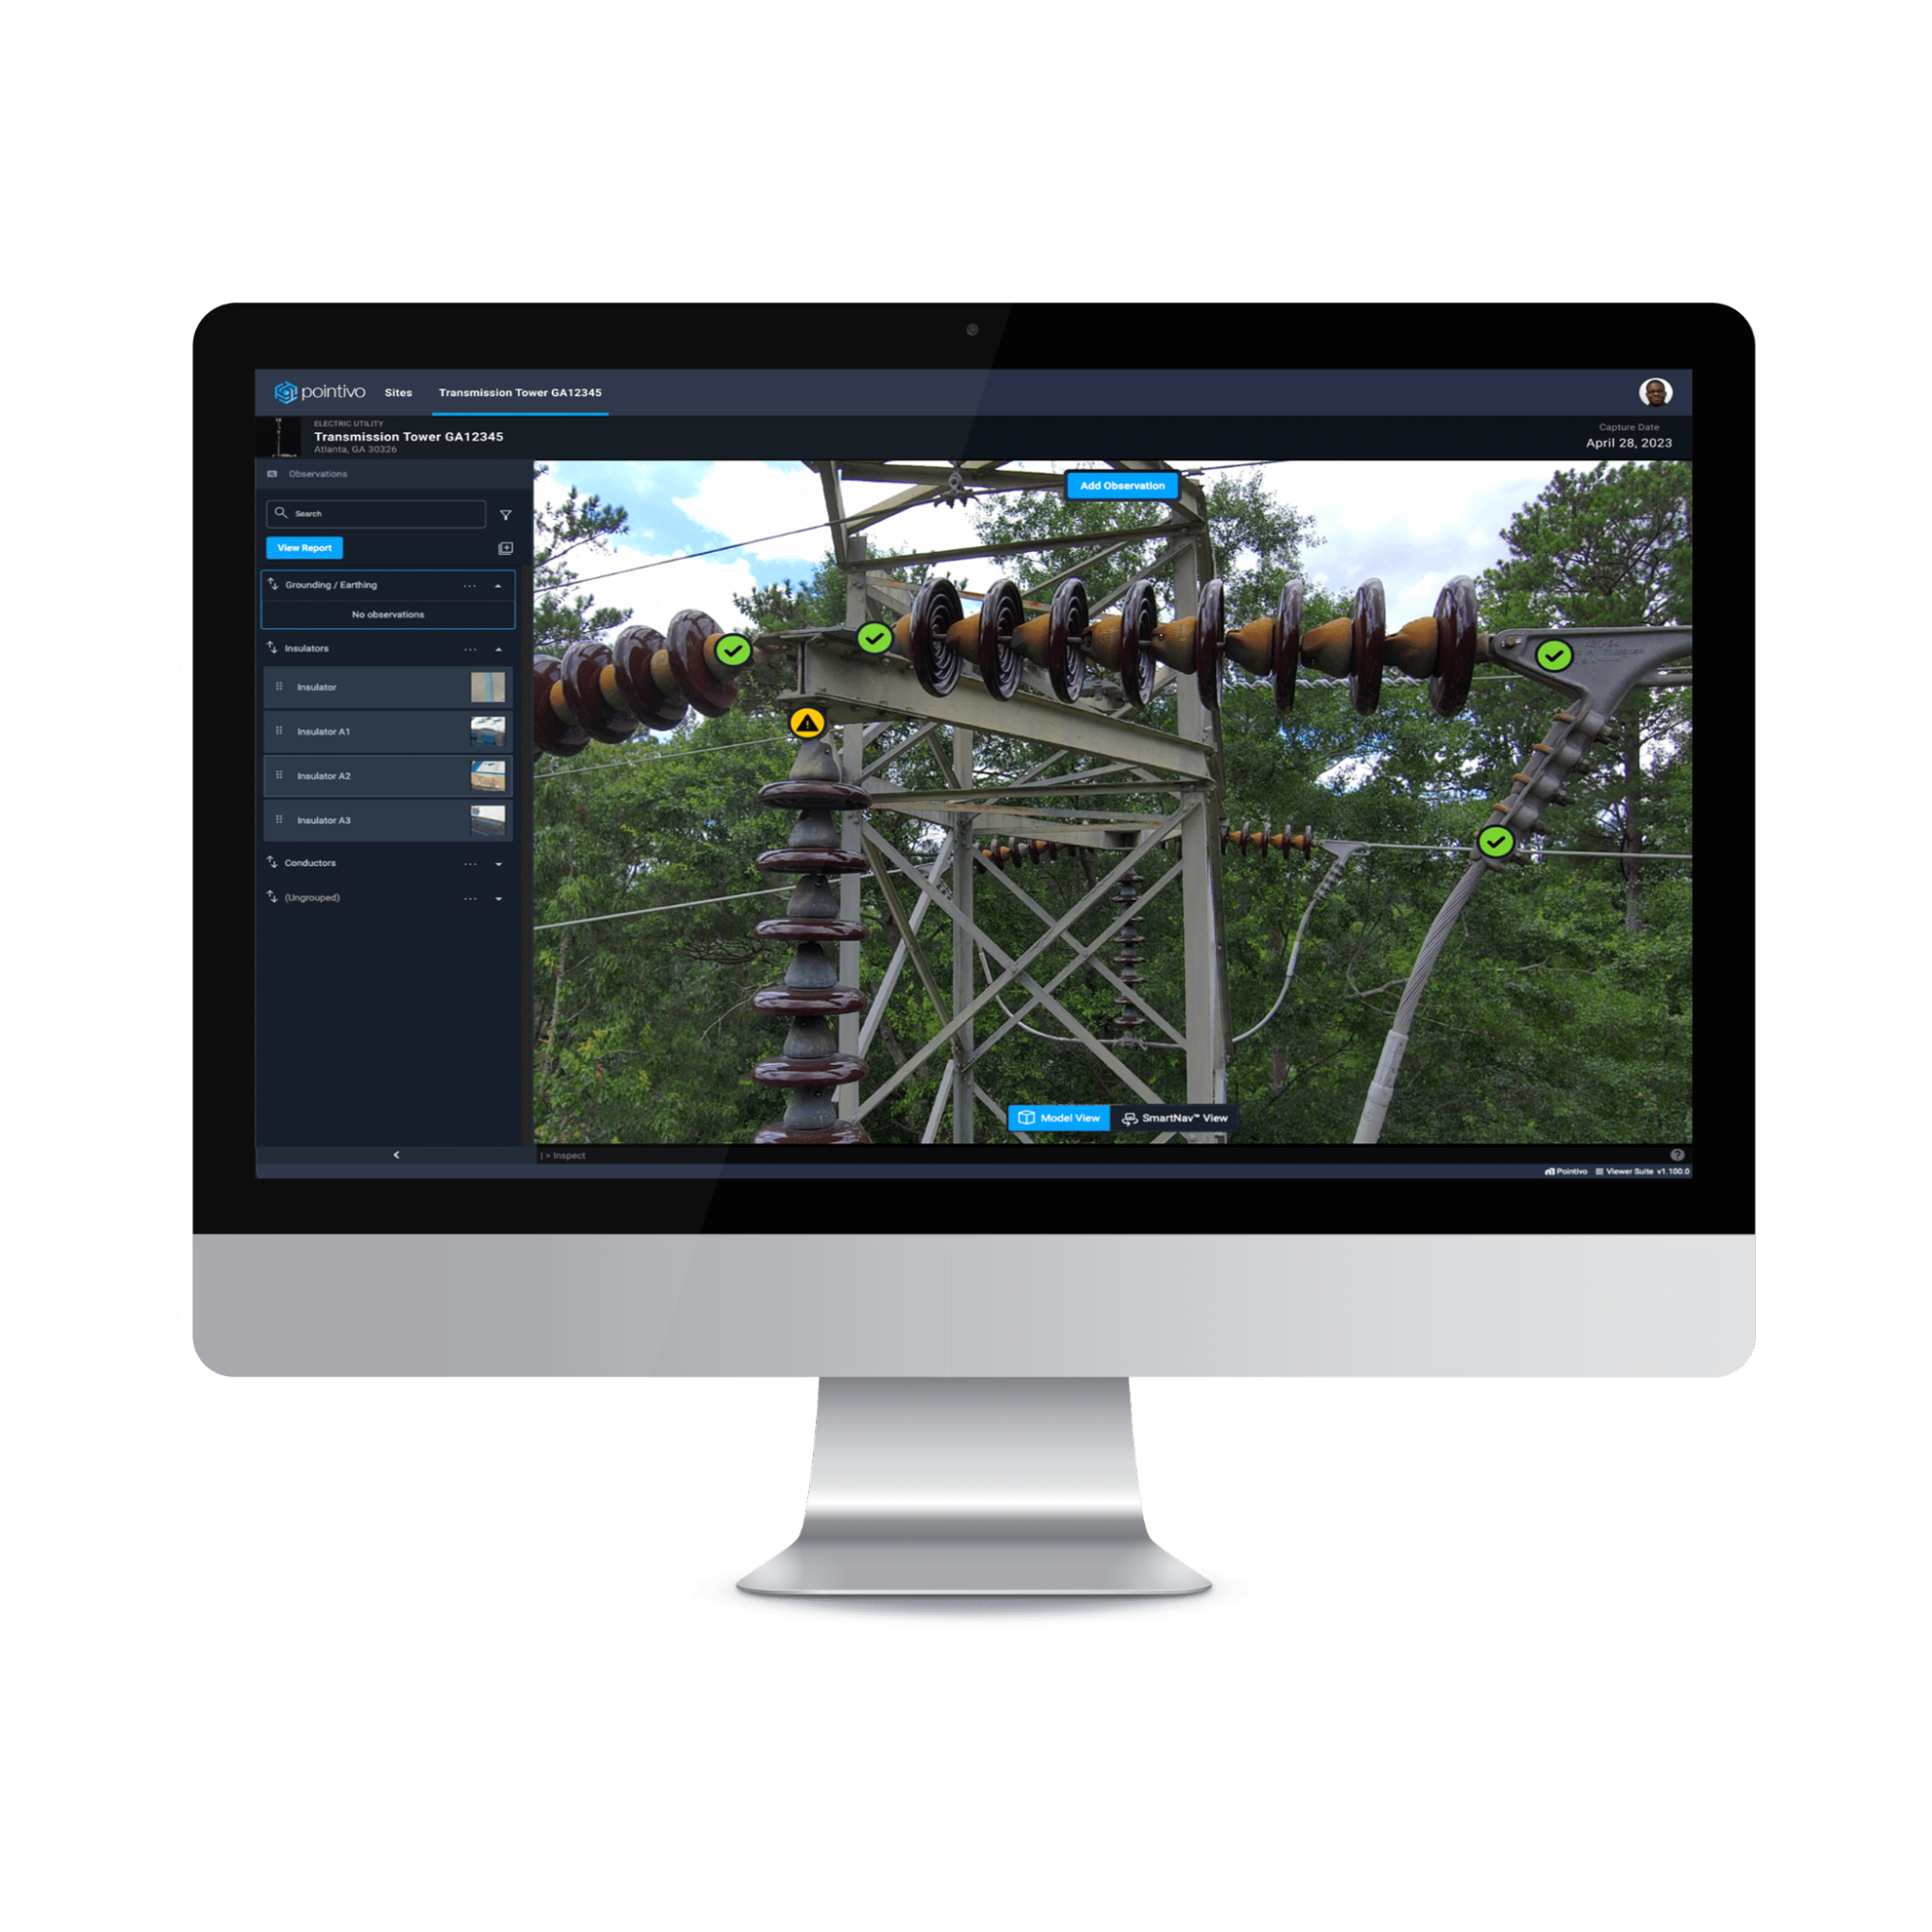 pointivo Sites Transmission Tower GA12345
ELECTRIC UTILITY
Transmission Tower GA12345
Atlanta, GA 30326
Capture Date
April 28, 2023
Observations
Search
View Report
Grounding / Earthing
No observations
Insulators
Insulator
Insulator A1
Insulator A2
Insulator A3
Conductors
(Ungrouped)
Add Observation
Model View
SmartNav™ View
| > Inspect
?
Pointivo Viewer Suite v1.100.0